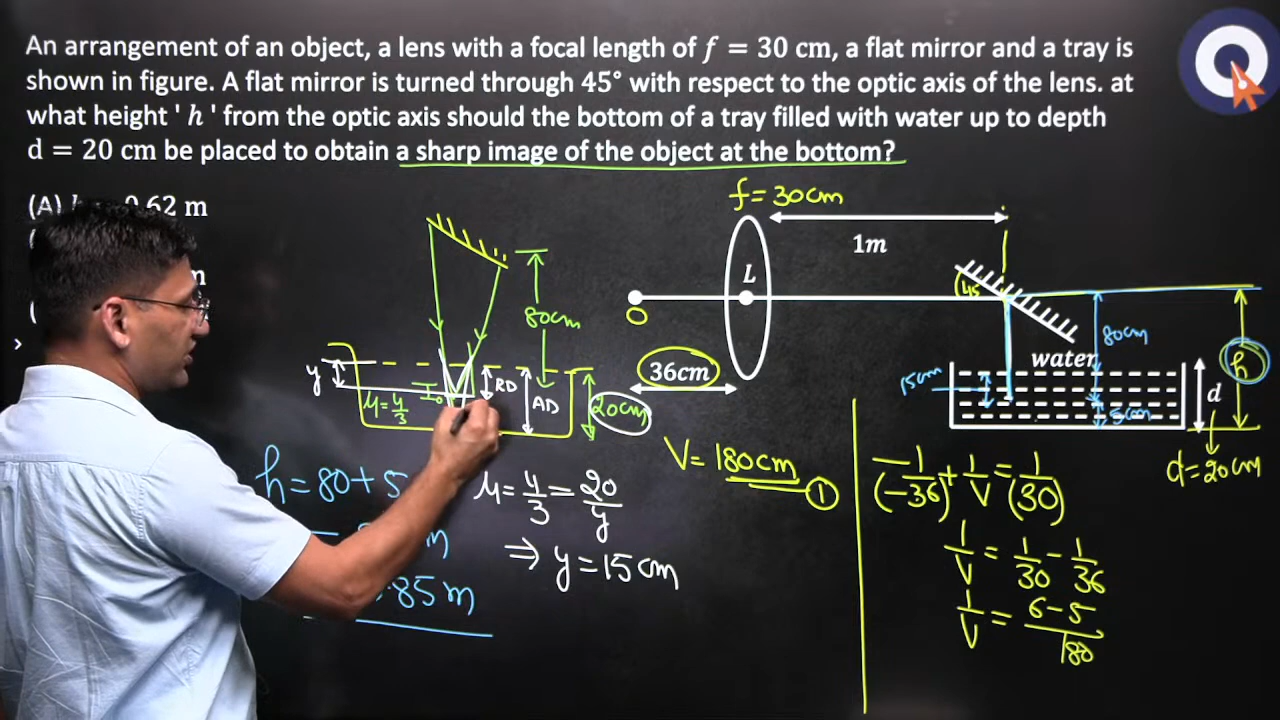 An arrangement of an object, a lens with a focal length of f = 30 cm, a flat mirror and a tray is
shown in figure. A flat mirror is turned through 45° with respect to the optic axis of the lens. at
what height ' h ' from the optic axis should the bottom of a tray filled with water up to depth
d = 20 cm be placed to obtain a sharp image of the object at the bottom?
(A) 0.62 m
f = 30cm
1m
L
O
45
36cm
80cm
water
15cm
5cm
h
d
d = 20cm
80cm
y
μ = 4/3
I₀
RD
AD
20cm
h = 80 + 5
m
.85 m
μ = 4/3 = 20/y
⇒ y = 15 cm
V = 180cm
1
-1/(-36) + 1/V = 1/(30)
1/V = 1/30 - 1/36
1/V = 6-5/180